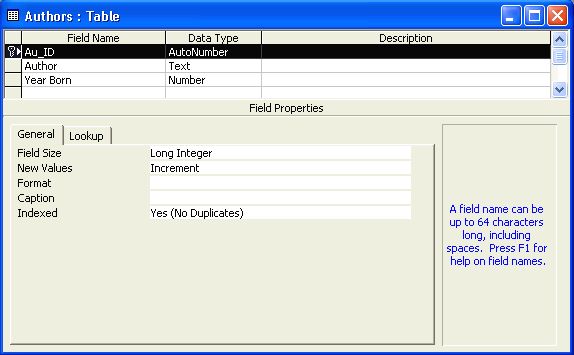 Authors : Table
Field Name Data Type Description
Au_ID AutoNumber
Author Text
Year Born Number
Field Properties
General Lookup
Field Size Long Integer
New Values Increment
Format
Caption
Indexed Yes (No Duplicates)
A field name can be
up to 64 characters
long, including
spaces. Press F1 for
help on field names.